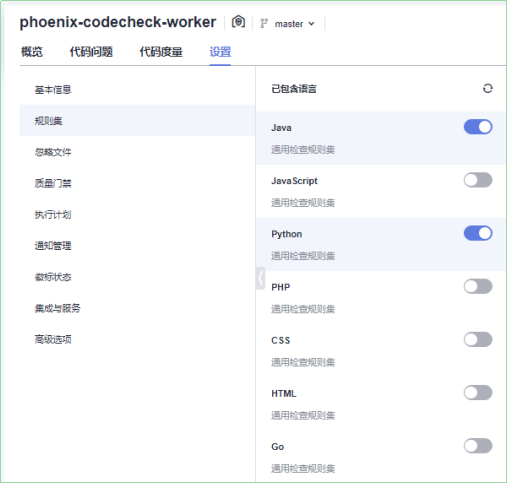 phoenix-codecheck-worker master
概览 代码问题 代码度量 设置
基本信息
规则集
忽略文件
质量门禁
执行计划
通知管理
徽标状态
集成与服务
高级选项
已包含语言
Java
通用检查规则集
JavaScript
通用检查规则集
Python
通用检查规则集
PHP
通用检查规则集
CSS
通用检查规则集
HTML
通用检查规则集
Go
通用检查规则集